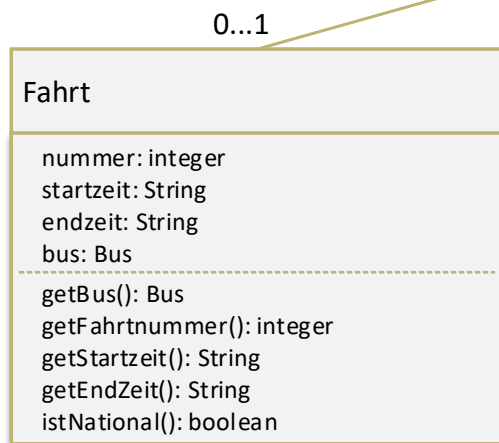 0...1
Fahrt
nummer: integer
startzeit: String
endzeit: String
bus: Bus
getBus(): Bus
getFahrtnummer(): integer
getStartzeit(): String
getEndZeit(): String
istNational(): boolean